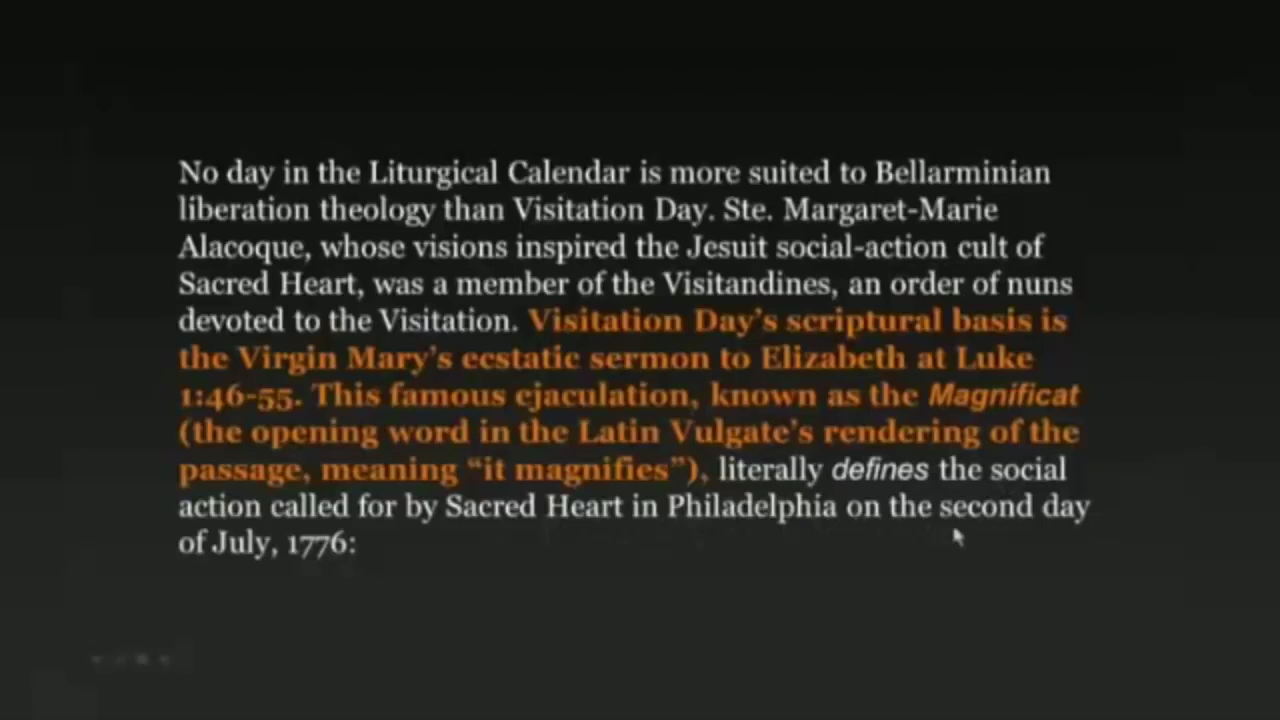 No day in the Liturgical Calendar is more suited to Bellarminian
liberation theology than Visitation Day. Ste. Margaret-Marie
Alacoque, whose visions inspired the Jesuit social-action cult of
Sacred Heart, was a member of the Visitandines, an order of nuns
devoted to the Visitation. Visitation Day’s scriptural basis is
the Virgin Mary’s ecstatic sermon to Elizabeth at Luke
1:46-55. This famous ejaculation, known as the Magnificat
(the opening word in the Latin Vulgate’s rendering of the
passage, meaning “it magnifies”), literally defines the social
action called for by Sacred Heart in Philadelphia on the second day
of July, 1776: